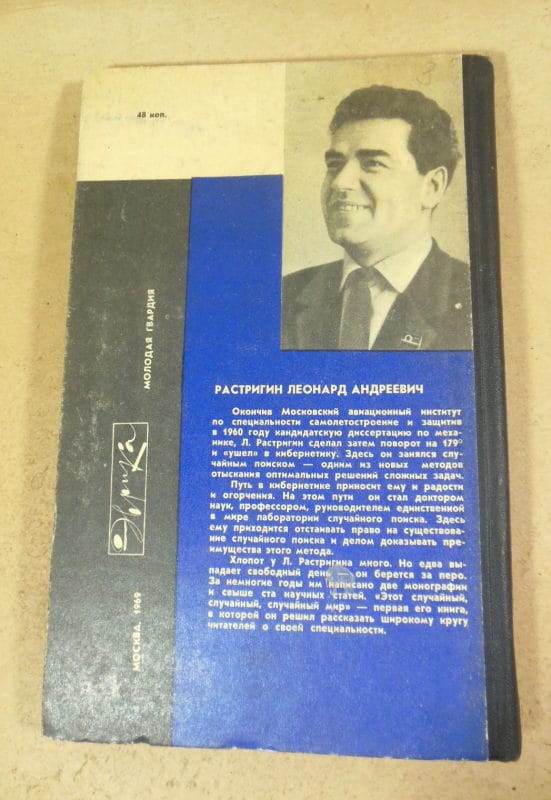 48 коп.
РАСТРИГИН ЛЕОНАРД АНДРЕЕВИЧ
Окончив Московский авиационный институт
по специальности самолетостроение и защитив
в 1960 году кандидатскую диссертацию по меха-
нике, Л. Растригин сделал затем поворот на 179°
и «ушел» в кибернетику. Здесь он занялся слу-
чайным поиском — одним из новых методов
отыскания оптимальных решений сложных задач.
Путь в кибернетике приносит ему и радости
и огорчения. На этом пути он стал доктором
наук, профессором, руководителем единственной
в мире лаборатории случайного поиска. Здесь
ему приходится отстаивать право на существова-
ние случайного поиска и делом доказывать пре-
имущества этого метода.
Хлопот у Л. Растригина много. Но едва вы-
падает свободный день — он берется за перо.
За немногие годы им написано две монографии
и свыше ста научных статей. «Этот случайный,
случайный, случайный мир» — первая его книга,
в которой он решил рассказать широкому кругу
читателей о своей специальности.
МОЛОДАЯ ГВАРДИЯ
Эврика
МОСКВА, 1969